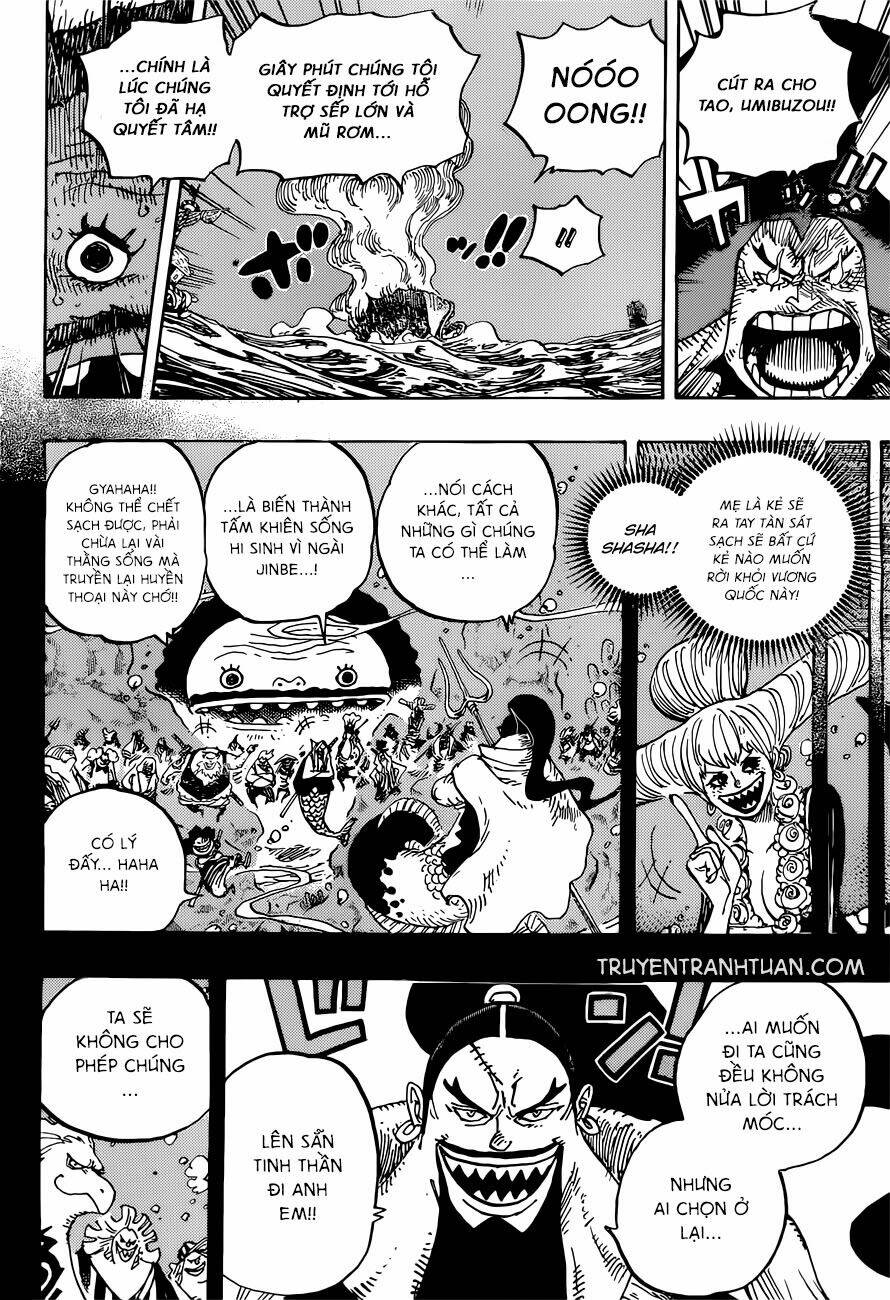 CÚT RA CHO
TAO, UMIBUZOU!!
NÓÓO
OONG!!
!!
GIÂY PHÚT CHÚNG TÔI
QUYẾT ĐỊNH TỚI HỖ
TRỢ SẾP LỚN VÀ
MŨ RƠM...
...CHÍNH LÀ
LÚC CHÚNG
TÔI ĐÃ HẠ
QUYẾT TÂM!!
MẸ LÀ KẺ SẼ
RA TAY TÀN SÁT
SẠCH SẼ BẤT CỨ
KẺ NÀO MUỐN
RỜI KHỎI VƯƠNG
QUỐC NÀY!
SHA
SHASHA!!
...NÓI CÁCH
KHÁC, TẤT CẢ
NHỮNG GÌ CHÚNG
TA CÓ THỂ LÀM
...
...LÀ BIẾN THÀNH
TẤM KHIÊN SỐNG
HI SINH VÌ NGÀI
JINBE...!
GYAHAHA!!
KHÔNG THỂ CHẾT
SẠCH ĐƯỢC, PHẢI
CHỪA LẠI VÀI
THẰNG SỐNG MÀ
TRUYỀN LẠI HUYỀN
THOẠI NÀY CHỚ!!
CÓ LÝ
ĐẤY... HAHA
HA!!
TRUYENTRANHTUAN.COM
...AI MUỐN
ĐI TA CŨNG
ĐỀU KHÔNG
NỬA LỜI TRÁCH
MÓC...
NHƯNG
AI CHỌN Ở
LẠI...
LÊN SẲN
TINH THẦN
ĐI ANH
EM!!
TA SẼ
KHÔNG CHO
PHÉP CHÚNG
...